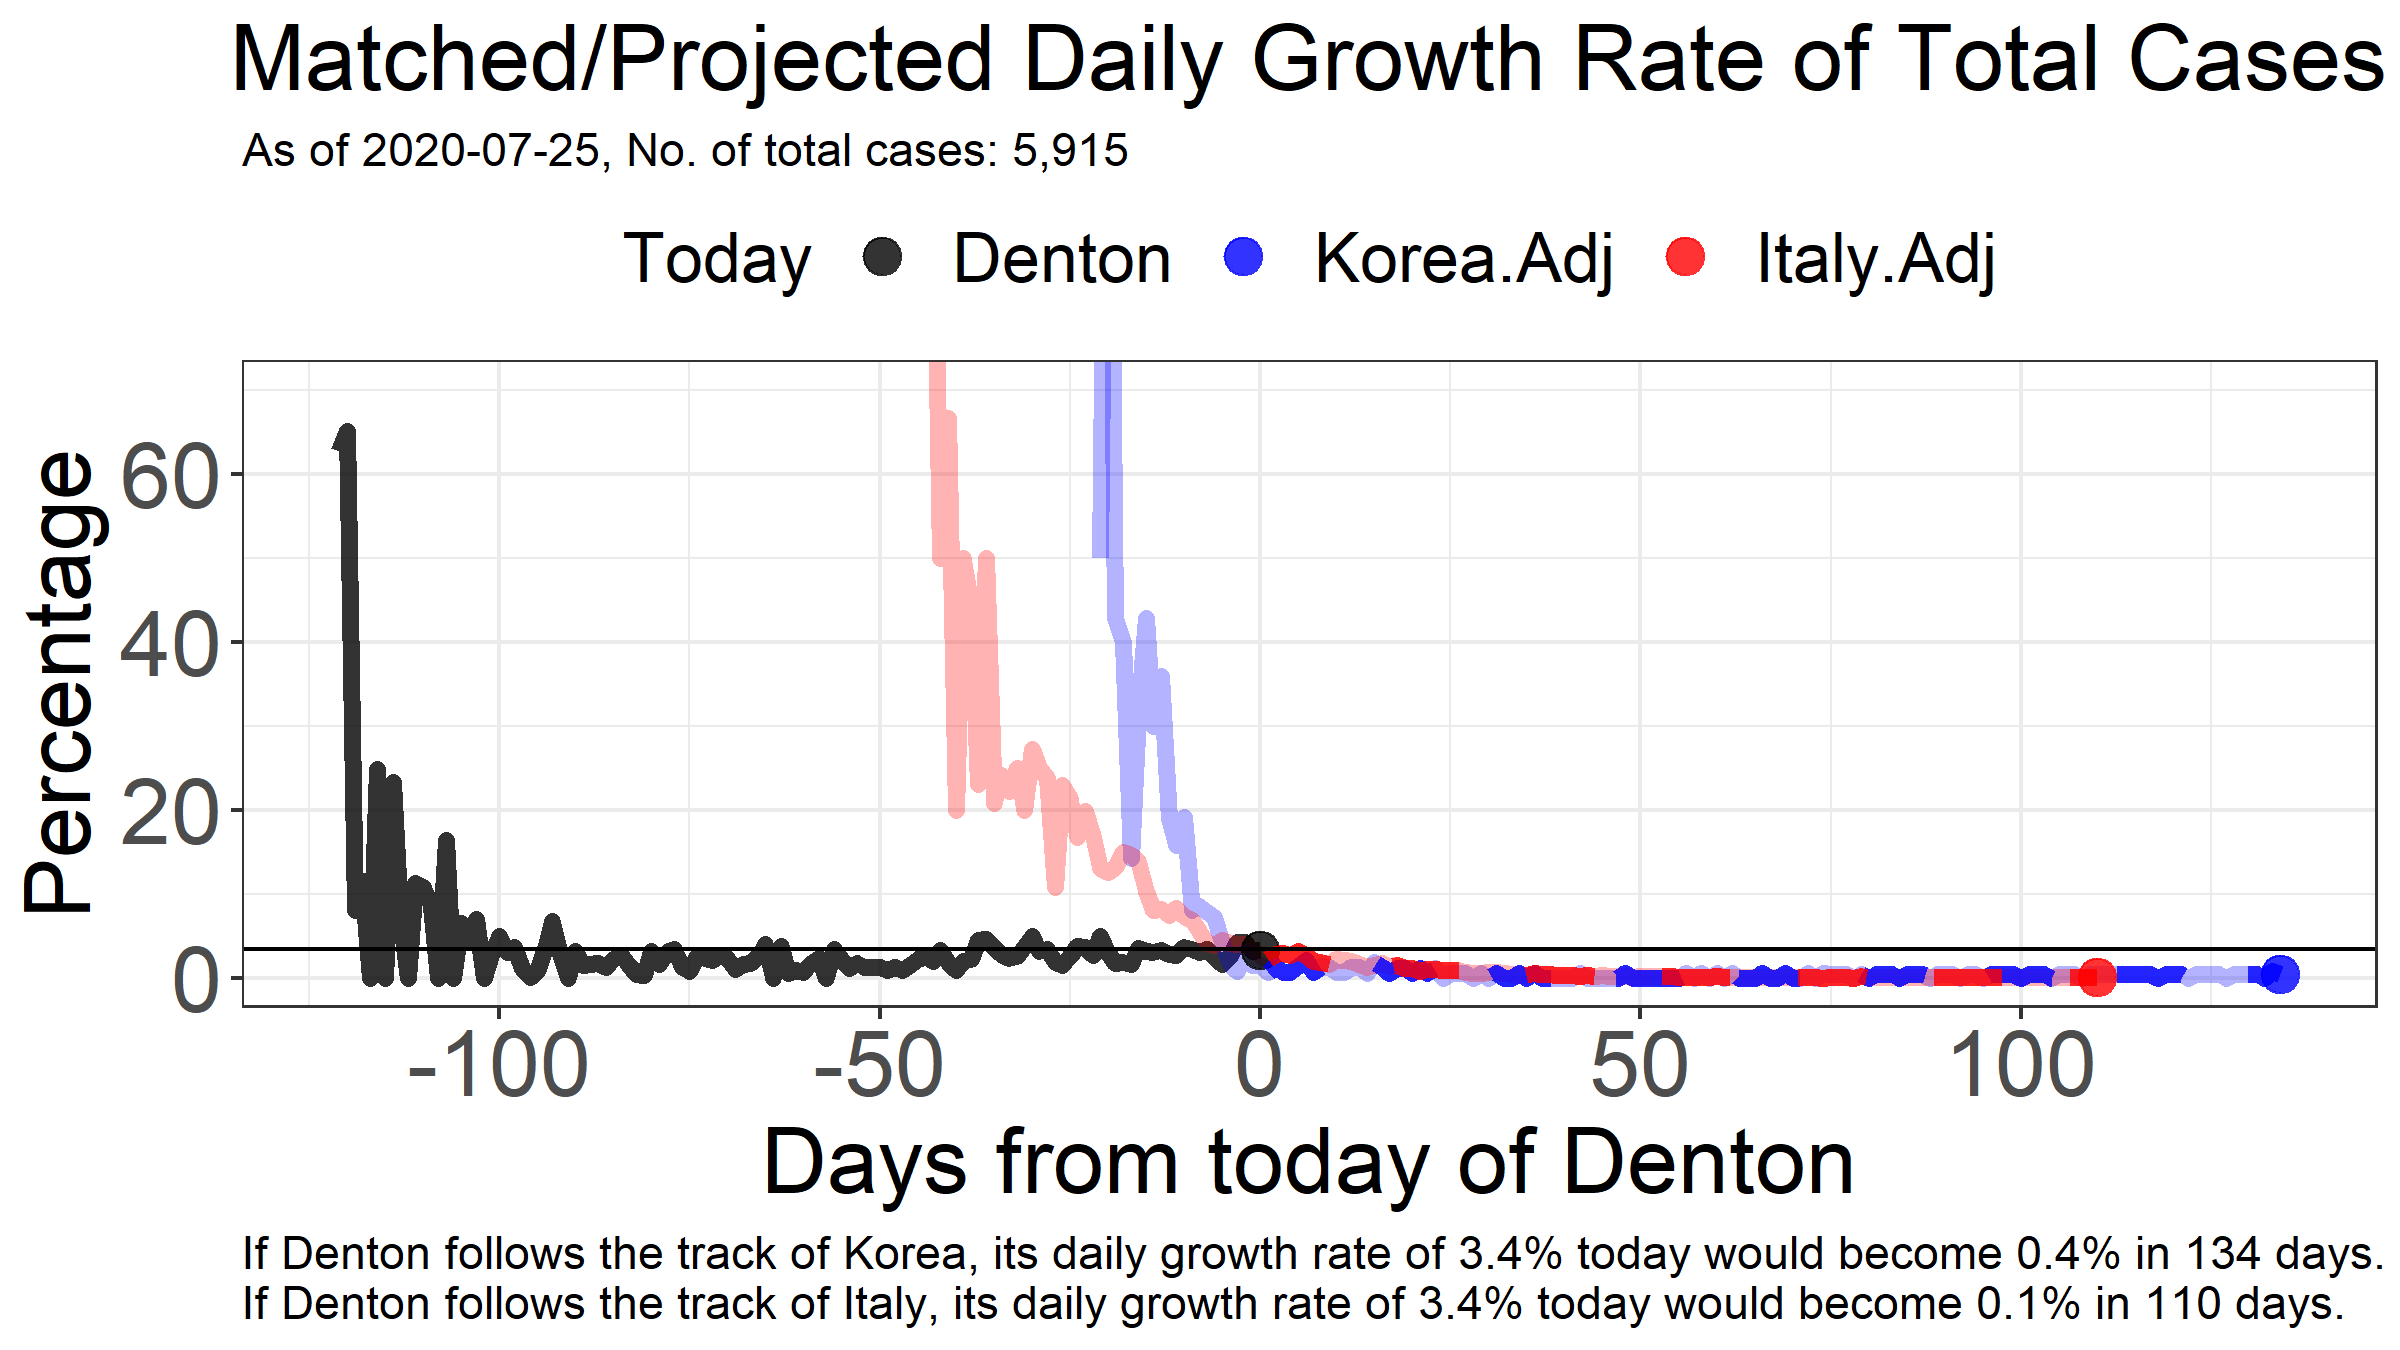 Matched/Projected Daily Growth Rate of Total Cases
As of 2020-07-25, No. of total cases: 5,915
Today Denton Korea.Adj Italy.Adj
Percentage
60
40
20
0
-100 -50 0 50 100
Days from today of Denton
If Denton follows the track of Korea, its daily growth rate of 3.4% today would become 0.4% in 134 days.
If Denton follows the track of Italy, its daily growth rate of 3.4% today would become 0.1% in 110 days.